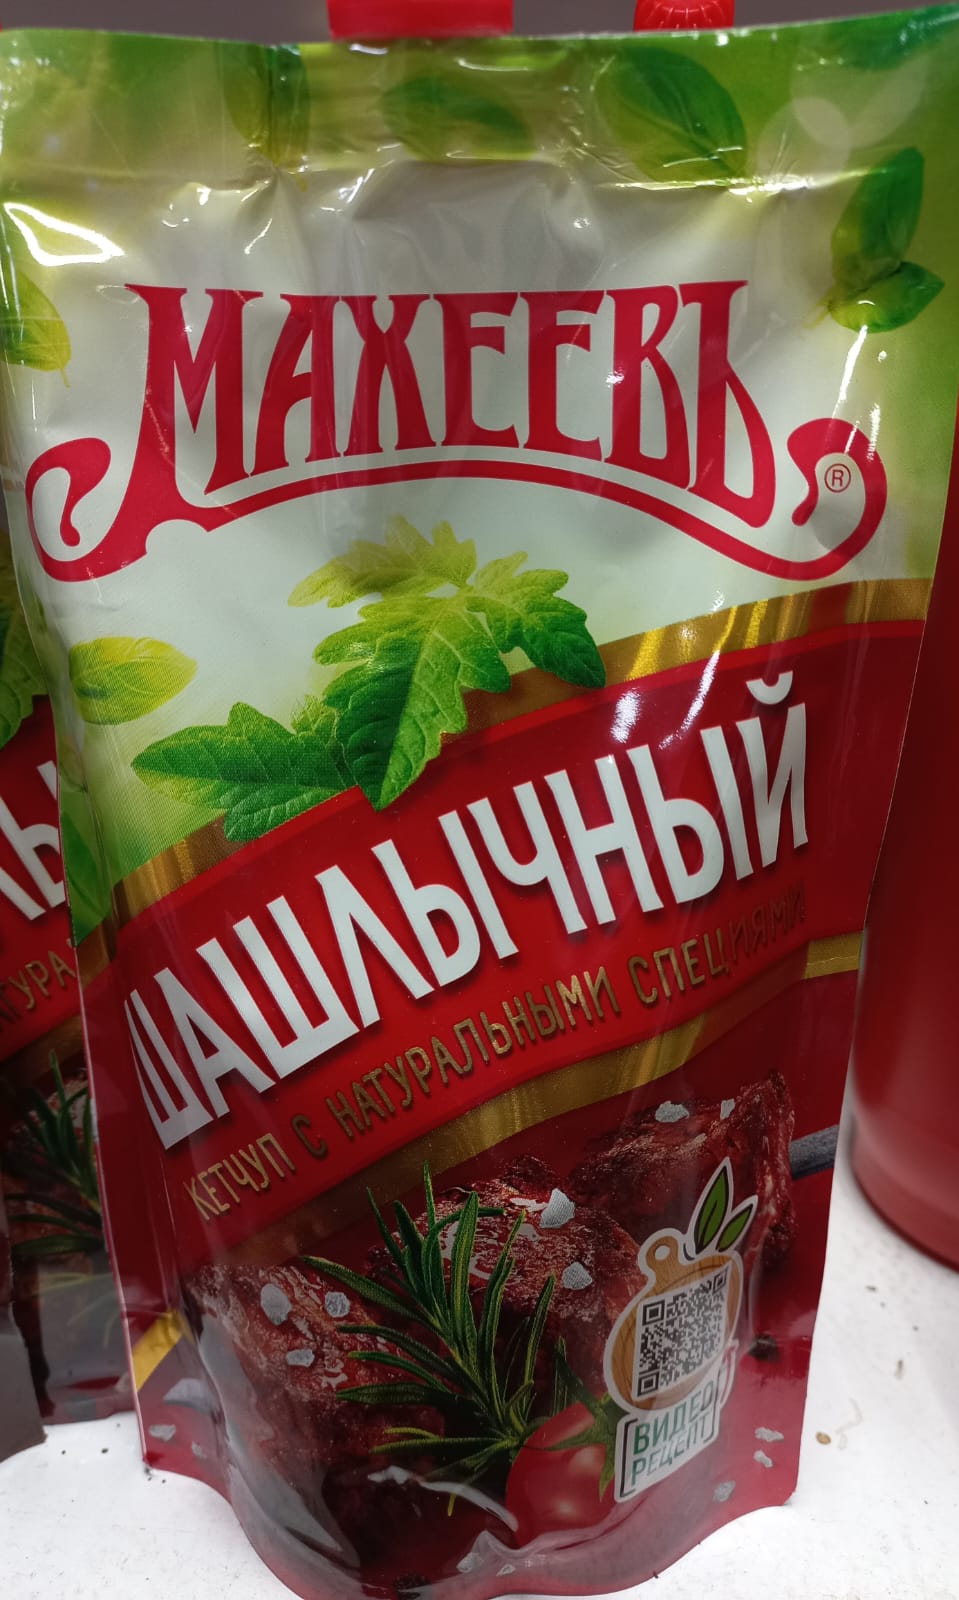 МАХЕЕВЪ
®
ШАШЛЫЧНЫЙ
КЕТЧУП С НАТУРАЛЬНЫМИ СПЕЦИЯМИ
ВИДЕО
РЕЦЕПТ